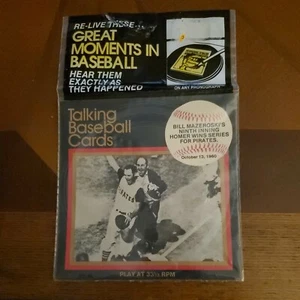 RE-LIVE THESE...
GREAT
MOMENTS IN
BASEBALL
HEAR THEM
EXACTLY AS
THEY HAPPENED
ON ANY PHONOGRAPH
Talking
Baseball
Cards
BILL MAZEROSKI'S
NINTH INNING
HOMER WINS SERIES
FOR PIRATES.
October 13, 1960
PLAY AT 33⅓ RPM